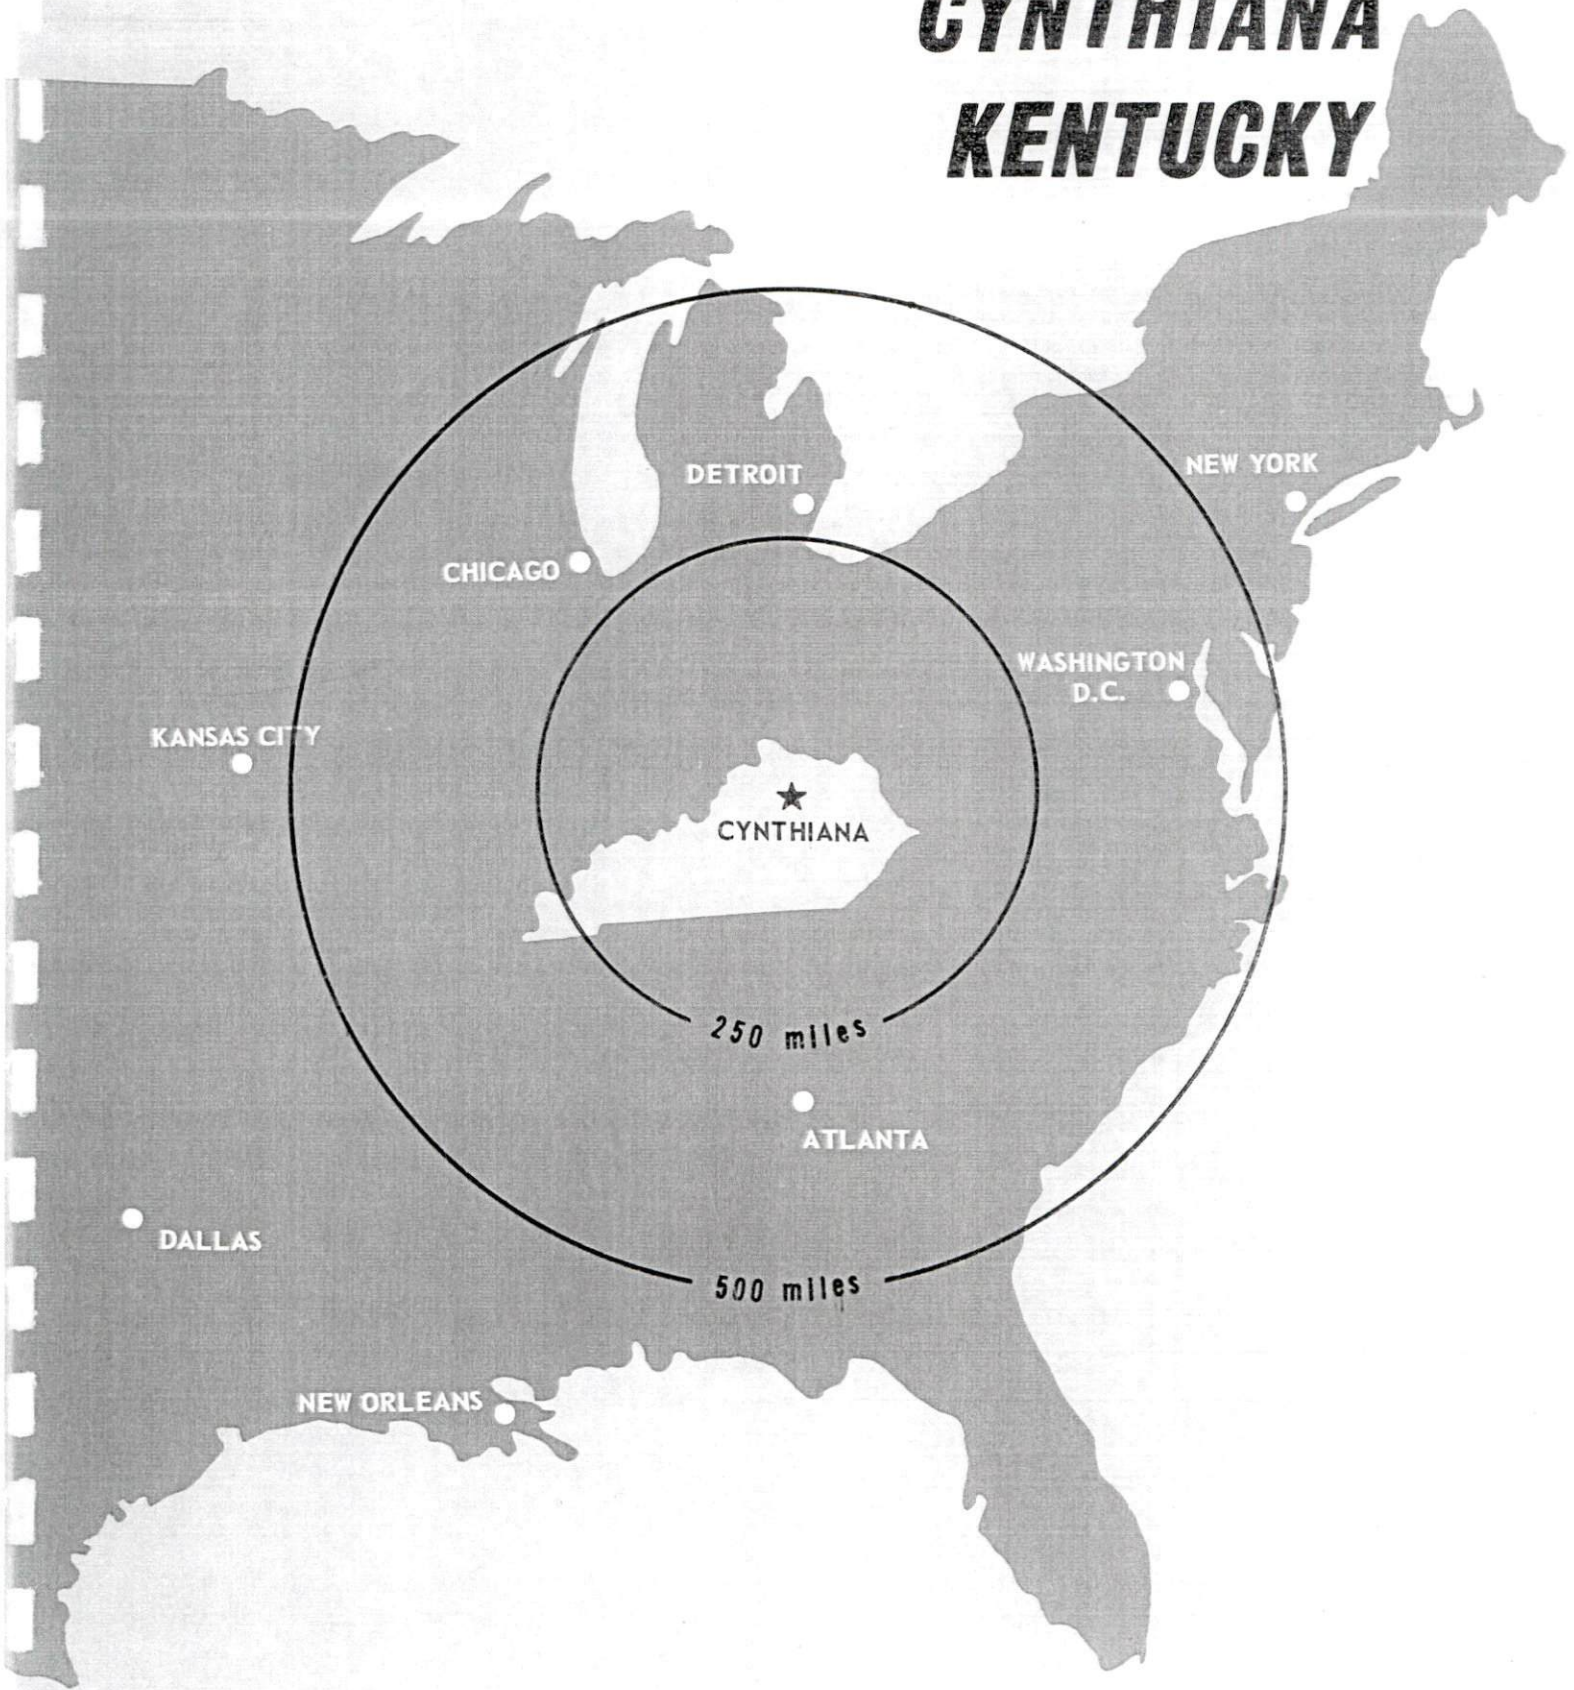 CYNTHIANA
KENTUCKY
DETROIT
NEW YORK
CHICAGO
WASHINGTON
D.C.
KANSAS CITY
CYNTHIANA
250 miles
ATLANTA
DALLAS
500 miles
NEW ORLEANS